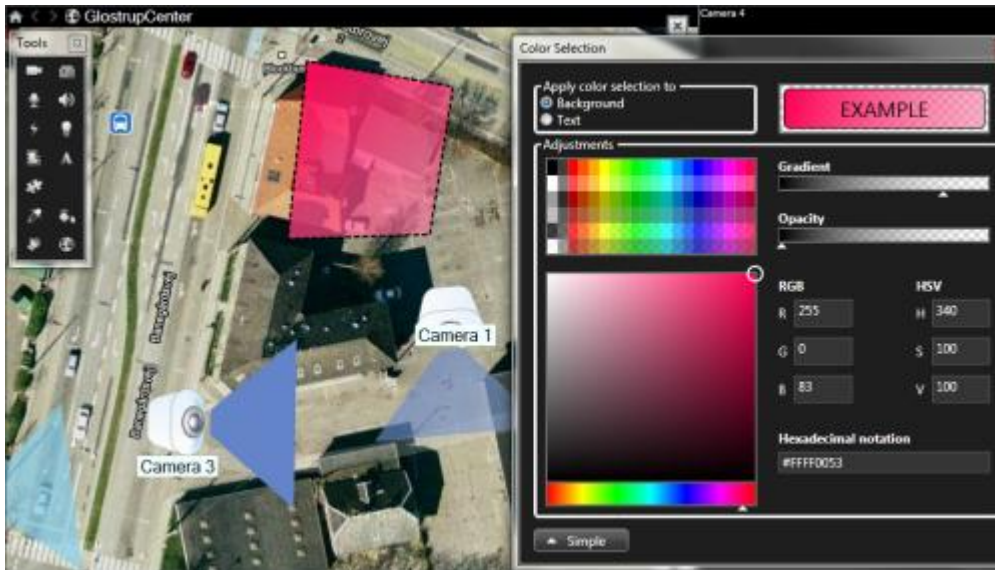 GlostrupCenter
Camera 4
Tools
Color Selection
Apply color selection to
Background
Text
EXAMPLE
Adjustments
Gradient
Opacity
RGB
HSV
R 255
H 340
G 0
S 100
B 83
V 100
Hexadecimal notation
#FFFF0053
Simple
A
Camera 1
Camera 3